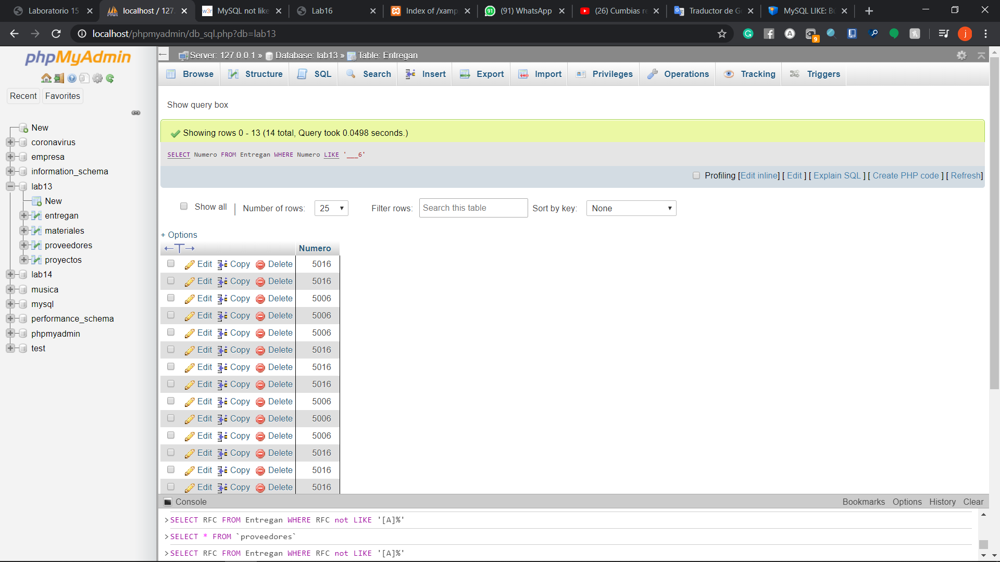 Laboratorio 15
localhost / 127.
MySQL not like
Lab16
Index of /xamp
(91) WhatsApp
(26) Cumbias re
Traductor de Go
MySQL LIKE: Bu
localhost/phpmyadmin/db_sql.php?db=lab13
9
j
phpMyAdmin
Recent
Favorites
New
coronavirus
empresa
information_schema
lab13
New
entregan
materiales
proveedores
proyectos
lab14
musica
mysql
performance_schema
phpmyadmin
test
Server: 127.0.0.1 » Database: lab13 » Table: Entregan
Browse Structure SQL Search Insert Export Import Privileges Operations Tracking Triggers
Show query box
Showing rows 0 - 13 (14 total, Query took 0.0498 seconds.)
SELECT Numero FROM Entregan WHERE Numero LIKE '___6'
Profiling [Edit inline] [ Edit ] [ Explain SQL ] [ Create PHP code ] [ Refresh]
Show all | Number of rows: 25 Filter rows: Search this table Sort by key: None
+ Options
←T→ Numero
Edit Copy Delete 5016
Edit Copy Delete 5016
Edit Copy Delete 5006
Edit Copy Delete 5006
Edit Copy Delete 5006
Edit Copy Delete 5016
Edit Copy Delete 5016
Edit Copy Delete 5016
Edit Copy Delete 5006
Edit Copy Delete 5006
Edit Copy Delete 5006
Edit Copy Delete 5016
Edit Copy Delete 5016
Edit Copy Delete 5016
Console Bookmarks Options History Clear
>SELECT RFC FROM Entregan WHERE RFC not LIKE '[A]%'
>SELECT * FROM `proveedores`
>SELECT RFC FROM Entregan WHERE RFC not LIKE '[A]%'